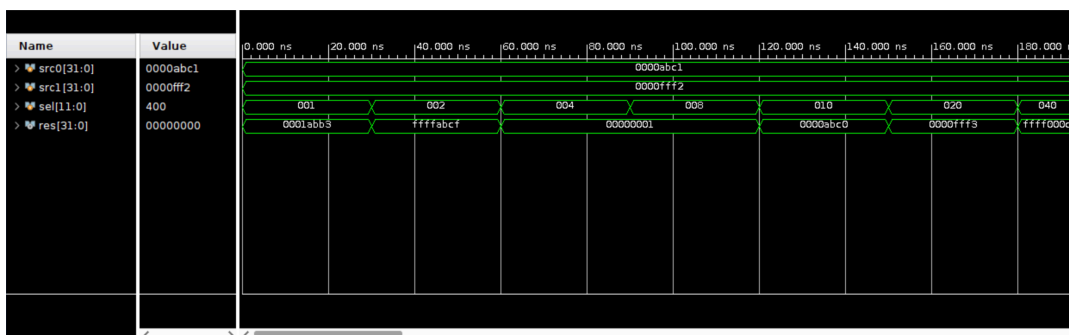 Name Value 0.000 ns 20.000 ns 40.000 ns 60.000 ns 80.000 ns 100.000 ns 120.000 ns 140.000 ns 160.000 ns 180.000
src0[31:0] 0000abc1 0000abc1
src1[31:0] 0000fff2 0000fff2
sel[11:0] 400 001 002 004 008 010 020 040
res[31:0] 00000000 0001abb3 ffffabcf 00000001 0000abc0 0000fff3 ffff000c